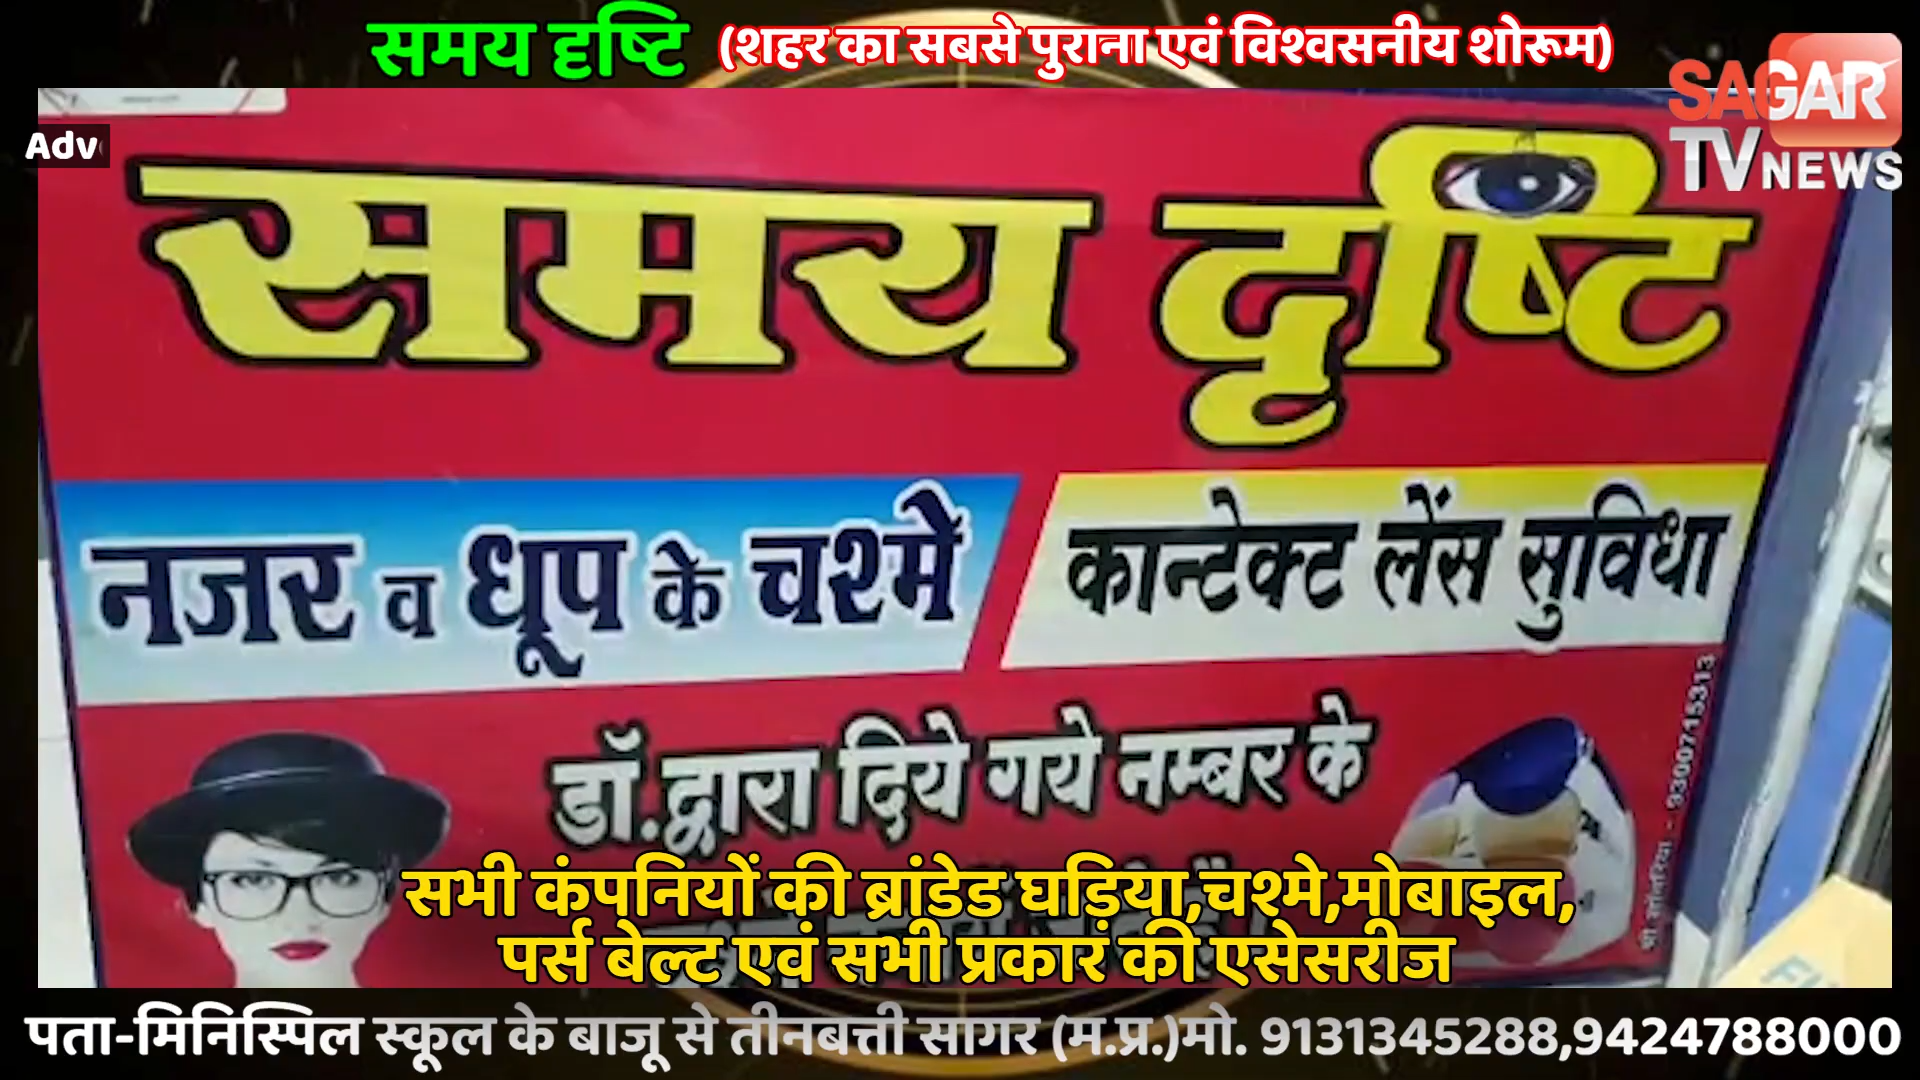 समय दृष्टि (शहर का सबसे पुराना एवं विश्वसनीय शोरूम)
SAGAR
TV NEWS
Adv
समय दृष्टि
नजर व धूप के चश्मे
कान्टेक्ट लेंस सुविधा
डॉ.द्वारा दिये गये नम्बर के
9300715313
सभी कंपनियों की ब्रांडेड घड़िया,चश्मे,मोबाइल,
पर्स बेल्ट एवं सभी प्रकार की एसेसरीज
पता-मिनिस्पिल स्कूल के बाजू से तीनबत्ती सागर (म.प्र.)मो. 9131345288,9424788000